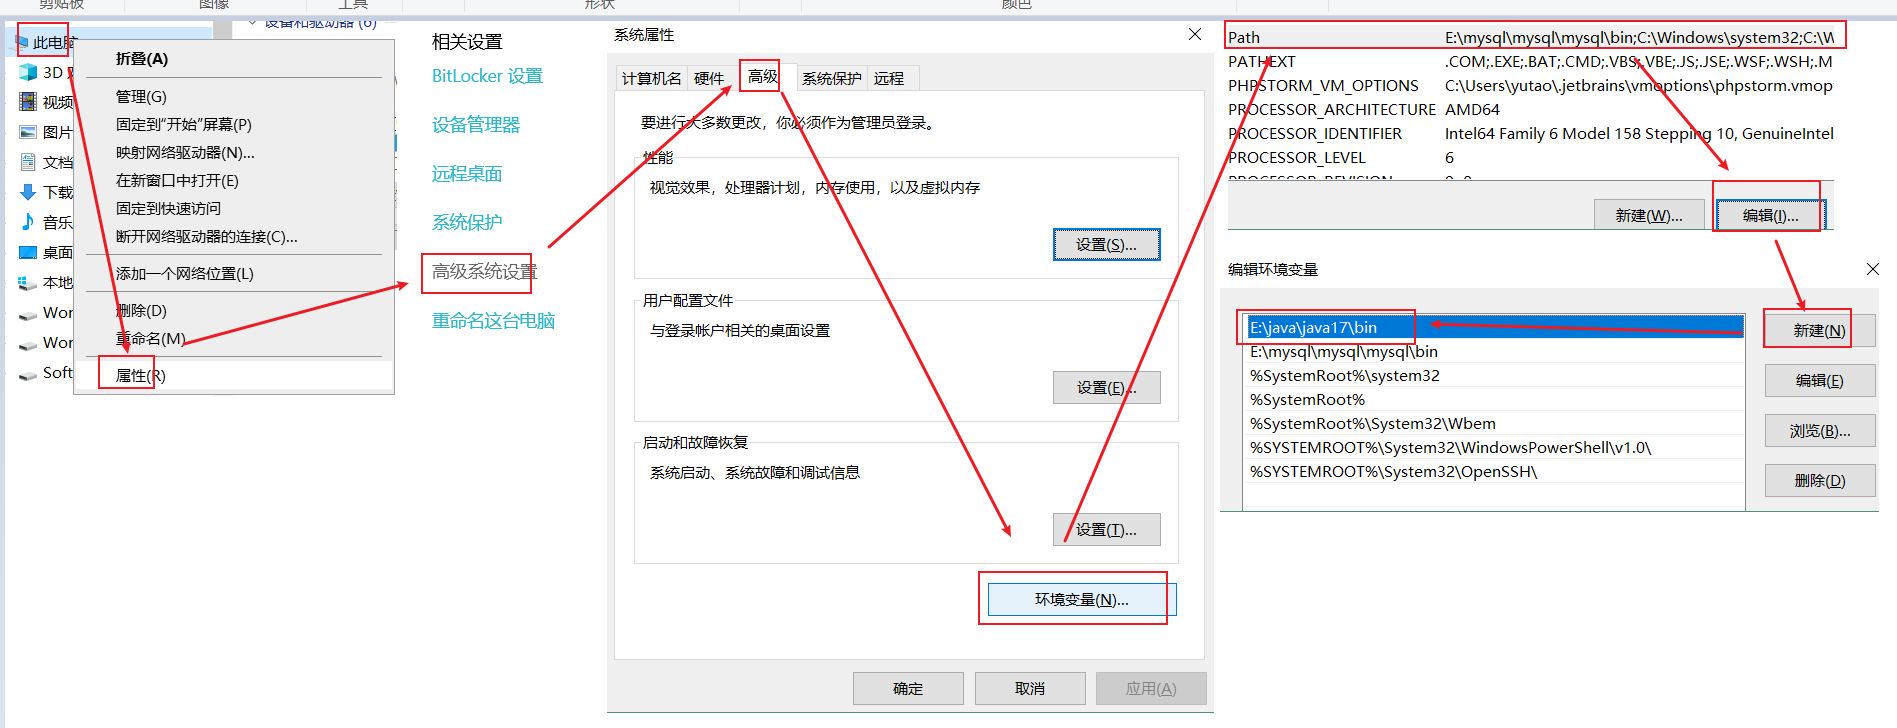 剪贴板
图像
工具
形状
颜色
此电脑
3D
视频
图片
文档
下载
音乐
桌面
本地
Wor
Wor
Soft
设备和驱动器 (6)
折叠(A)
管理(G)
固定到"开始"屏幕(P)
映射网络驱动器(N)...
在新窗口中打开(E)
固定到快速访问
断开网络驱动器的连接(C)...
添加一个网络位置(L)
删除(D)
重命名(M)
属性(R)
相关设置
BitLocker 设置
设备管理器
远程桌面
系统保护
高级系统设置
重命名这台电脑
系统属性
计算机名
硬件
高级
系统保护
远程
要进行大多数更改，你必须作为管理员登录。
性能
视觉效果，处理器计划，内存使用，以及虚拟内存
设置(S)...
用户配置文件
与登录帐户相关的桌面设置
设置(E)...
启动和故障恢复
系统启动、系统故障和调试信息
设置(T)...
环境变量(N)...
确定
取消
应用(A)
Path E:\mysql\mysql\mysql\bin;C:\Windows\system32;C:\W
PATHEXT .COM;.EXE;.BAT;.CMD;.VBS;.VBE;.JS;.JSE;.WSF;.WSH;.M
PHPSTORM_VM_OPTIONS C:\Users\yutao\.jetbrains\vmoptions\phpstorm.vmop
PROCESSOR_ARCHITECTURE AMD64
PROCESSOR_IDENTIFIER Intel64 Family 6 Model 158 Stepping 10, GenuineIntel
PROCESSOR_LEVEL 6
新建(W)...
编辑(I)...
编辑环境变量
E:\java\java17\bin
E:\mysql\mysql\mysql\bin
%SystemRoot%\system32
%SystemRoot%
%SystemRoot%\System32\Wbem
%SYSTEMROOT%\System32\WindowsPowerShell\v1.0\
%SYSTEMROOT%\System32\OpenSSH\
新建(N)
编辑(E)
浏览(B)...
删除(D)